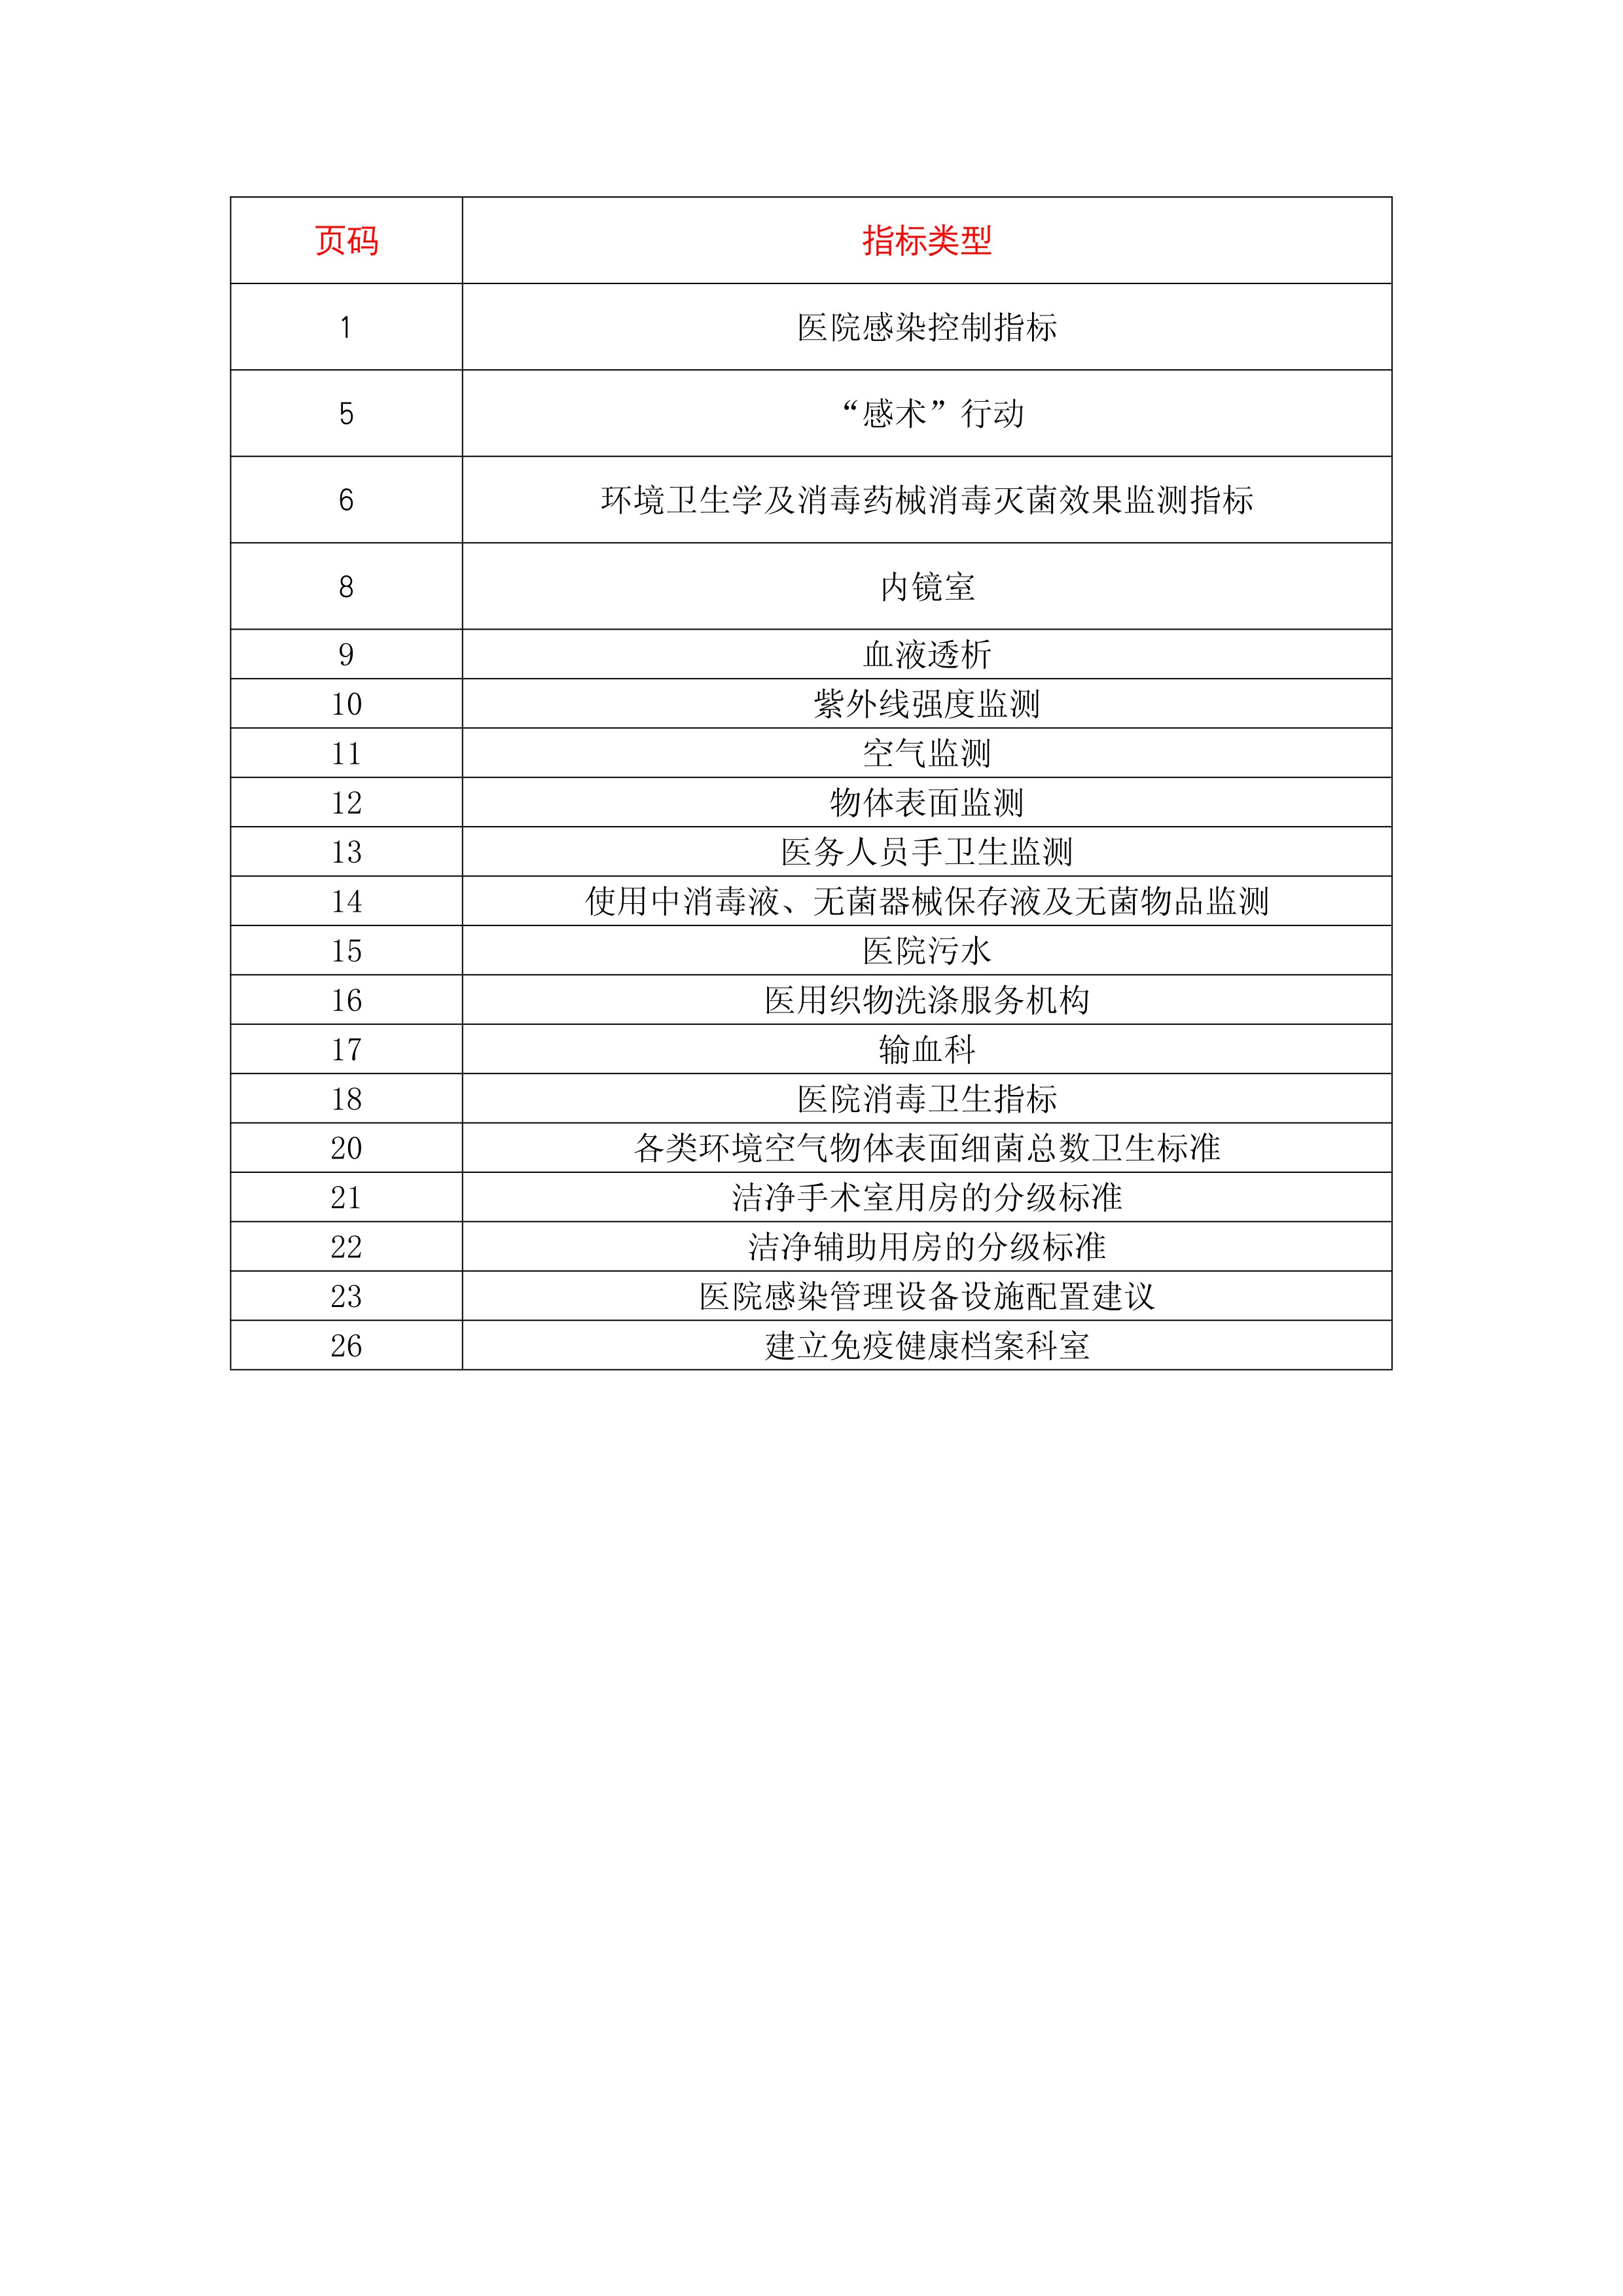 页码 指标类型
1 医院感染控制指标
5 “感术”行动
6 环境卫生学及消毒药械消毒灭菌效果监测指标
8 内镜室
9 血液透析
10 紫外线强度监测
11 空气监测
12 物体表面监测
13 医务人员手卫生监测
14 使用中消毒液、无菌器械保存液及无菌物品监测
15 医院污水
16 医用织物洗涤服务机构
17 输血科
18 医院消毒卫生指标
20 各类环境空气物体表面细菌总数卫生标准
21 洁净手术室用房的分级标准
22 洁净辅助用房的分级标准
23 医院感染管理设备设施配置建议
26 建立免疫健康档案科室